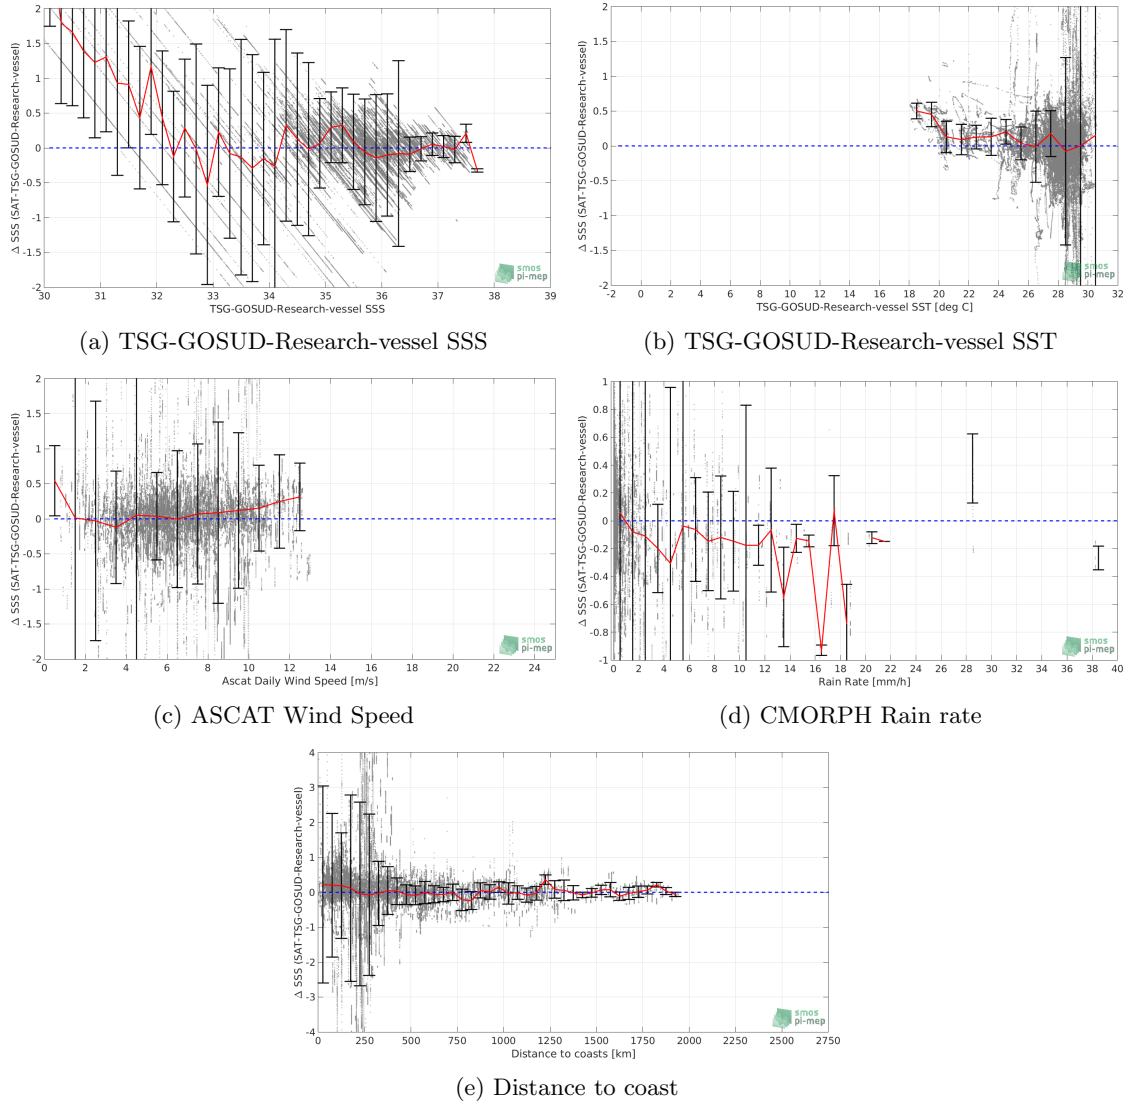 2
1.5
1
0.5
0
-0.5
-1
-1.5
-2
Δ SSS (SAT-TSG-GOSUD-Research-vessel)
30 31 32 33 34 35 36 37 38 39
TSG-GOSUD-Research-vessel SSS
smos
pi-mep
(a) TSG-GOSUD-Research-vessel SSS
2
1.5
1
0.5
0
-0.5
-1
-1.5
-2
Δ SSS (SAT-TSG-GOSUD-Research-vessel)
-2 0 2 4 6 8 10 12 14 16 18 20 22 24 26 28 30 32
TSG-GOSUD-Research-vessel SST [deg C]
smos
pi-mep
(b) TSG-GOSUD-Research-vessel SST
2
1.5
1
0.5
0
-0.5
-1
-1.5
-2
Δ SSS (SAT-TSG-GOSUD-Research-vessel)
0 2 4 6 8 10 12 14 16 18 20 22 24
Ascat Daily Wind Speed [m/s]
smos
pi-mep
(c) ASCAT Wind Speed
1
0.8
0.6
0.4
0.2
0
-0.2
-0.4
-0.6
-0.8
-1
Δ SSS (SAT-TSG-GOSUD-Research-vessel)
0 2 4 6 8 10 12 14 16 18 20 22 24 26 28 30 32 34 36 38 40
Rain Rate [mm/h]
smos
pi-mep
(d) CMORPH Rain rate
4
3
2
1
0
-1
-2
-3
-4
Δ SSS (SAT-TSG-GOSUD-Research-vessel)
0 250 500 750 1000 1250 1500 1750 2000 2250 2500 2750
Distance to coasts [km]
smos
pi-mep
(e) Distance to coast